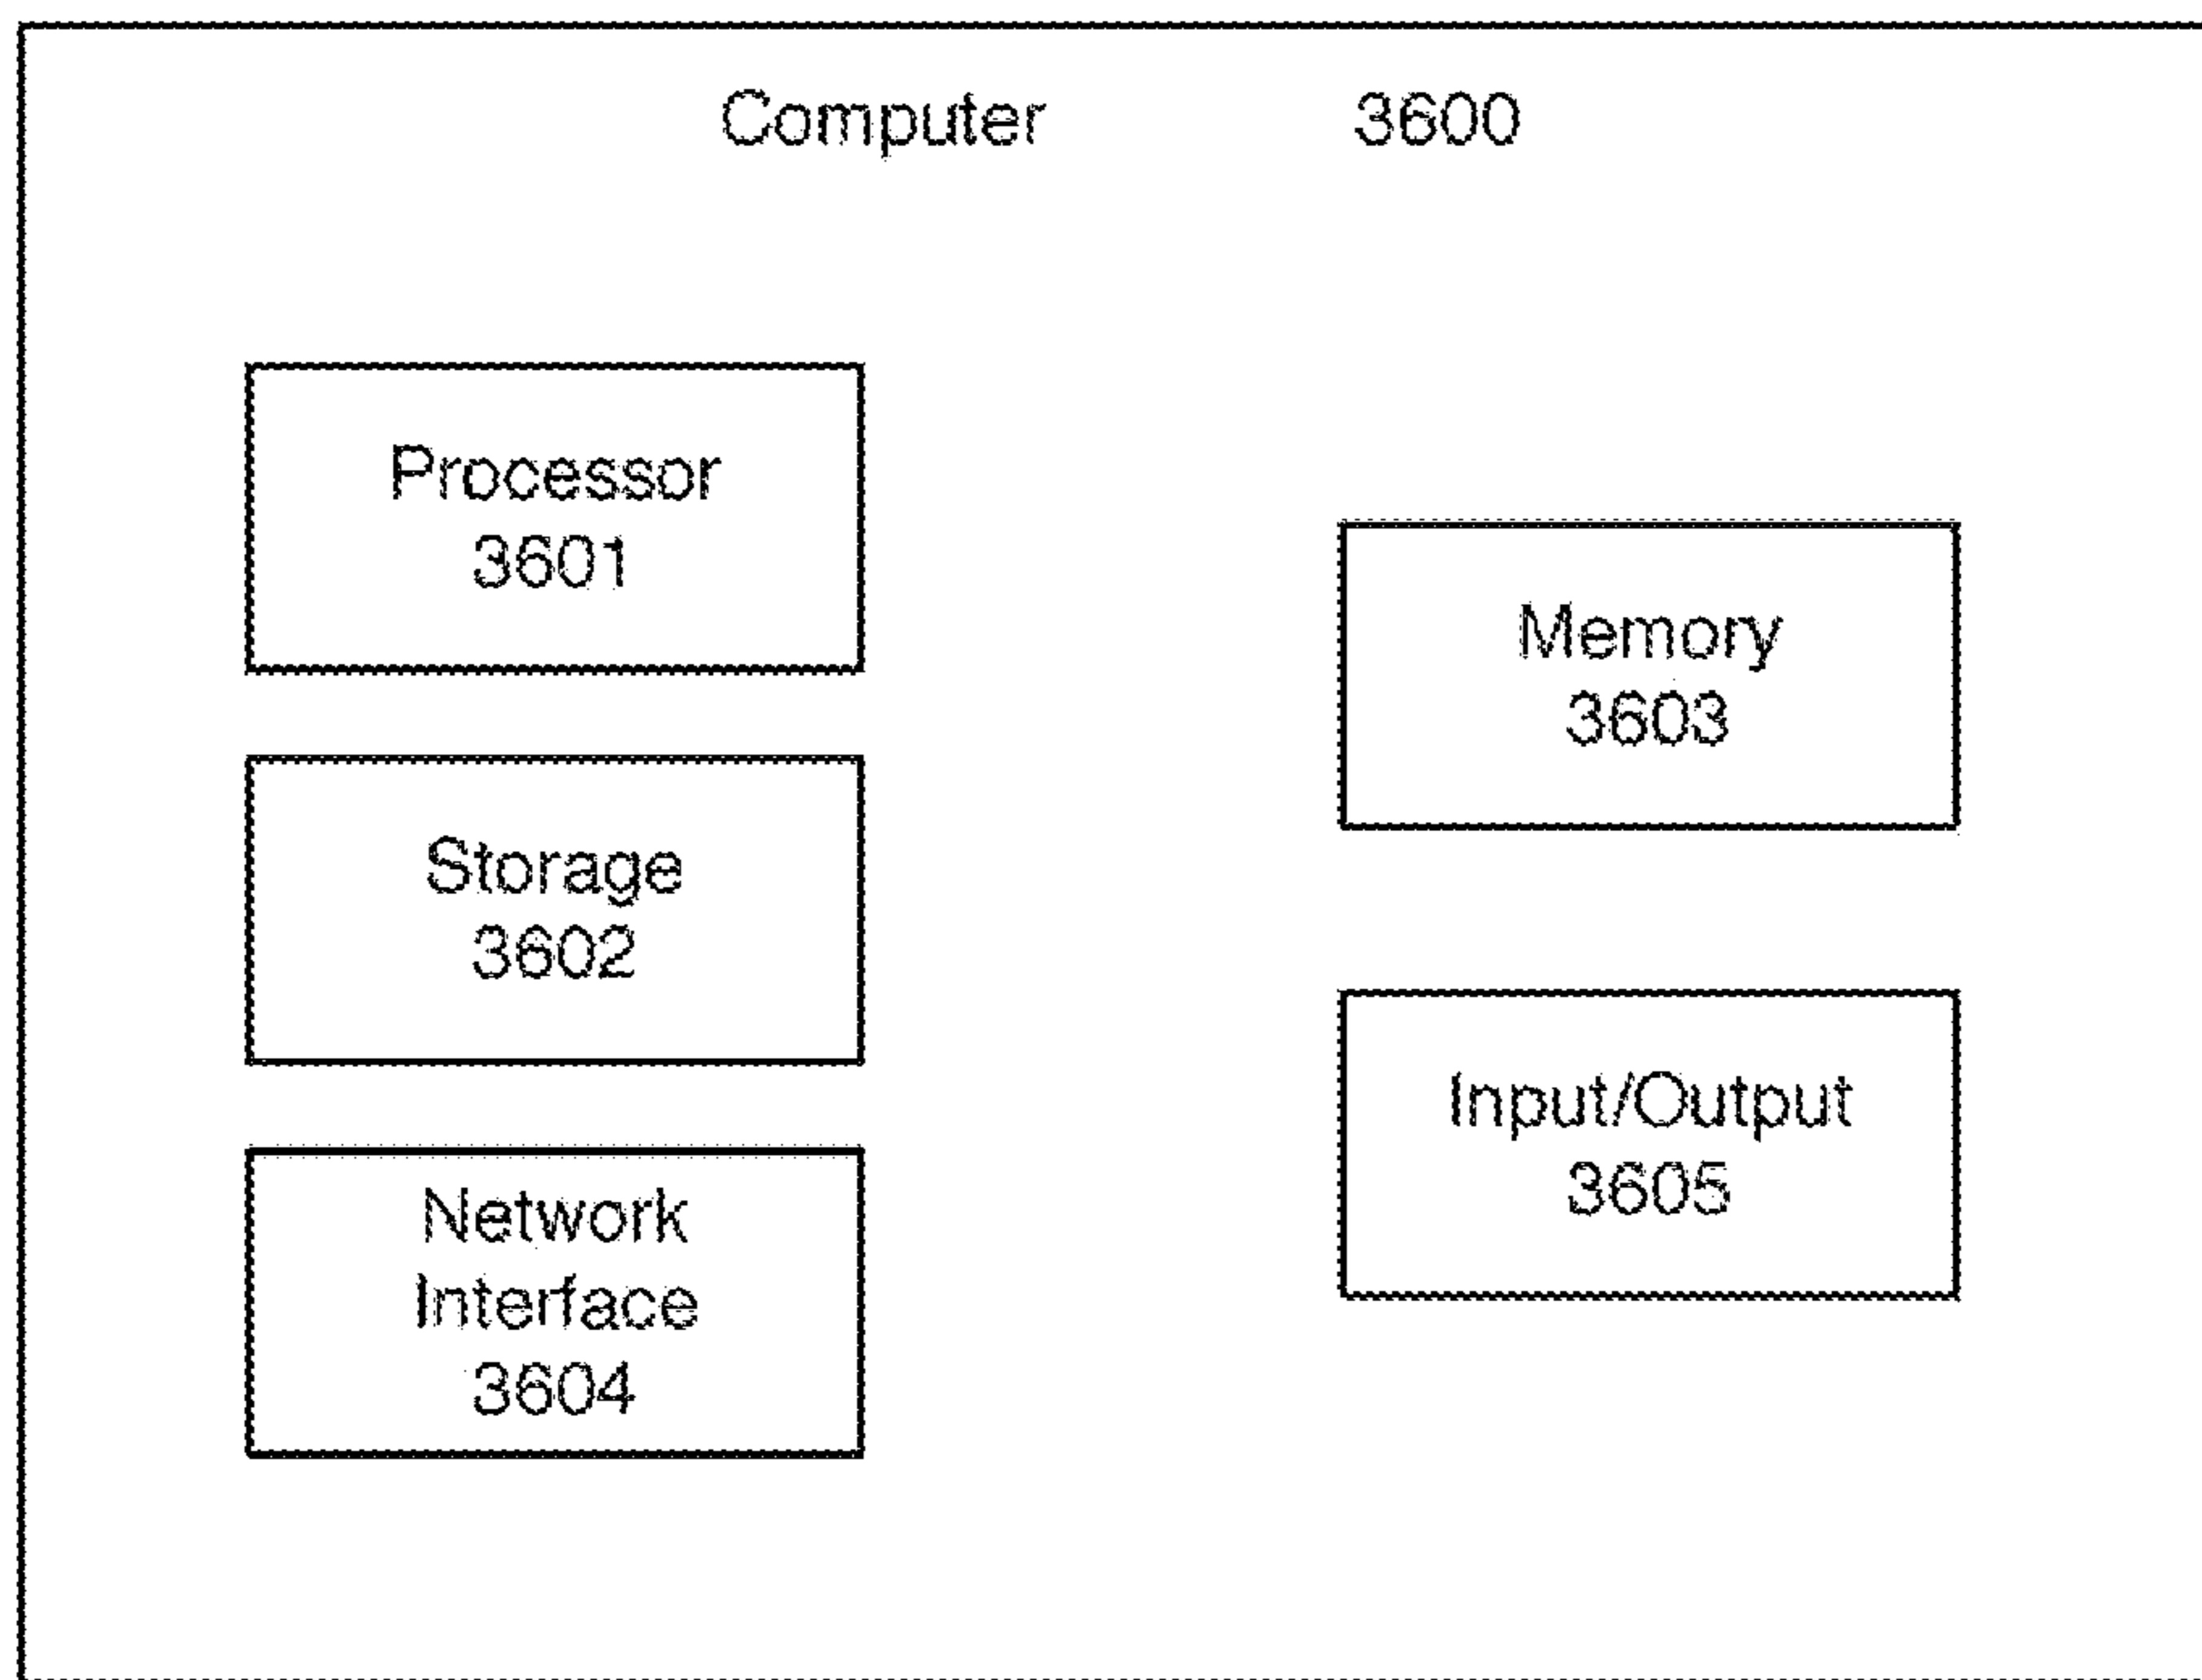 Computer 3600
Processor
3601
Storage
3602
Network
Interface
3604
Memory
3603
Input/Output
3605